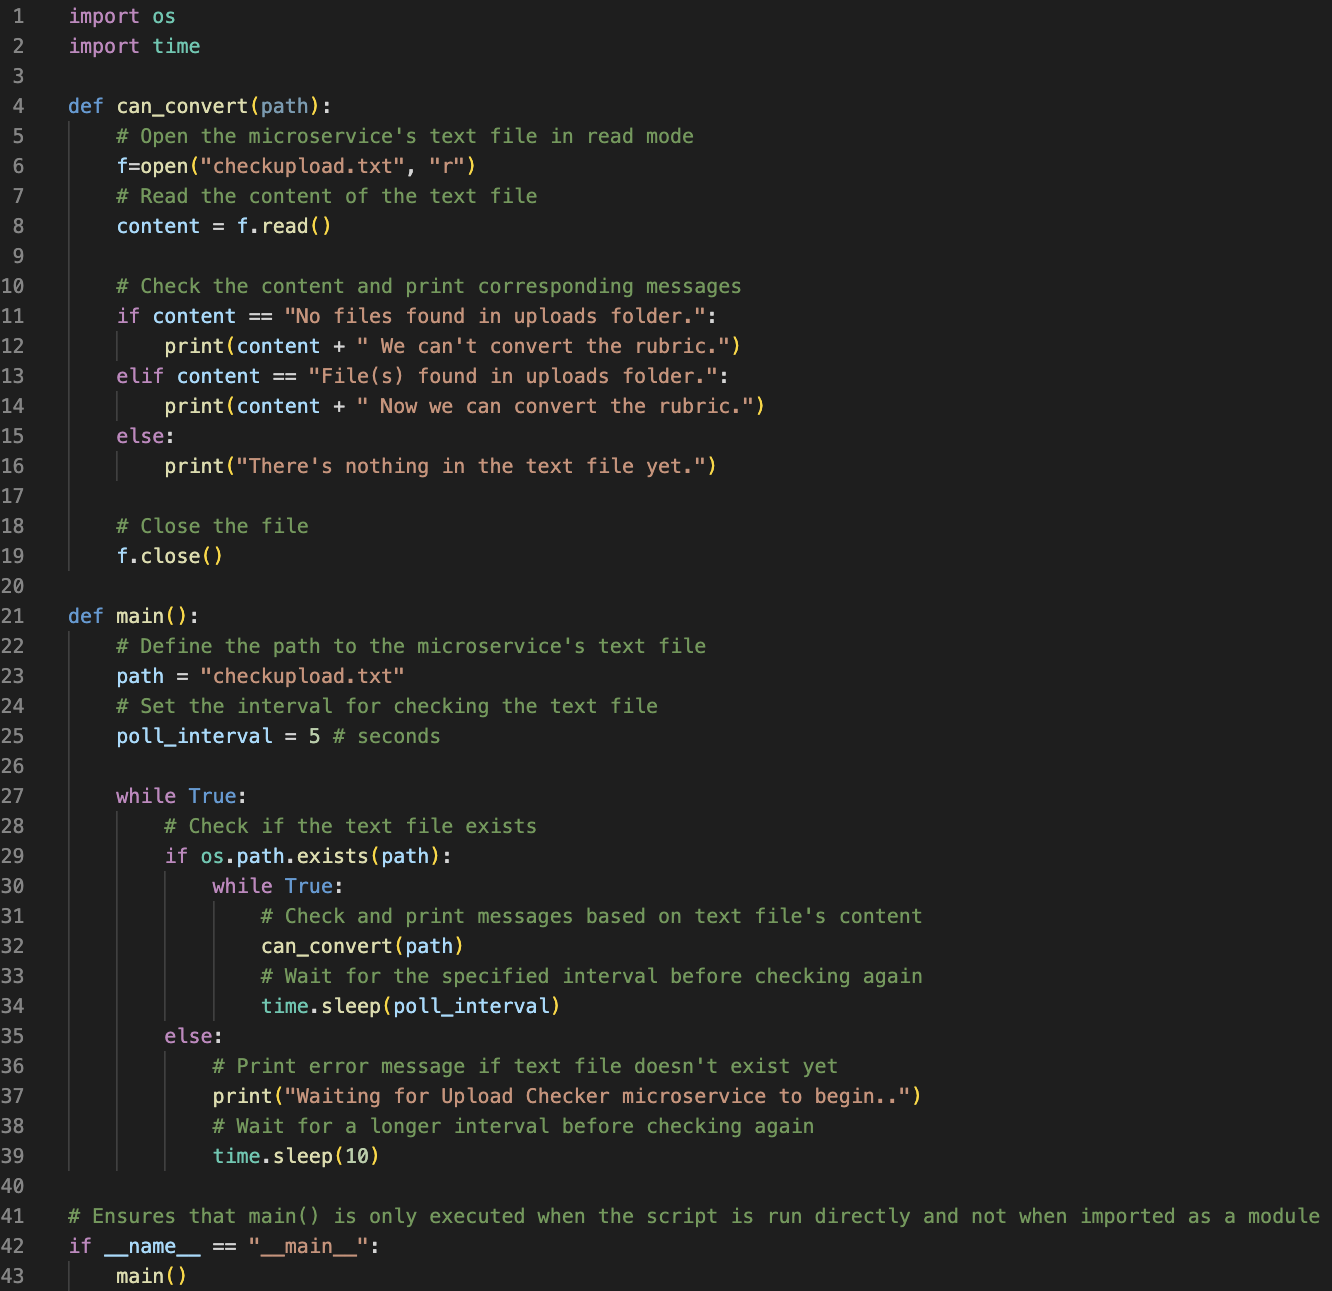 1 import os
2 import time
3
4 def can_convert(path):
5     # Open the microservice's text file in read mode
6     f=open("checkupload.txt", "r")
7     # Read the content of the text file
8     content = f.read()
9
10     # Check the content and print corresponding messages
11     if content == "No files found in uploads folder.":
12         print(content + " We can't convert the rubric.")
13     elif content == "File(s) found in uploads folder.":
14         print(content + " Now we can convert the rubric.")
15     else:
16         print("There's nothing in the text file yet.")
17
18     # Close the file
19     f.close()
20
21 def main():
22     # Define the path to the microservice's text file
23     path = "checkupload.txt"
24     # Set the interval for checking the text file
25     poll_interval = 5 # seconds
26
27     while True:
28         # Check if the text file exists
29         if os.path.exists(path):
30             while True:
31                 # Check and print messages based on text file's content
32                 can_convert(path)
33                 # Wait for the specified interval before checking again
34                 time.sleep(poll_interval)
35         else:
36             # Print error message if text file doesn't exist yet
37             print("Waiting for Upload Checker microservice to begin..")
38             # Wait for a longer interval before checking again
39             time.sleep(10)
40
41 # Ensures that main() is only executed when the script is run directly and not when imported as a module
42 if __name__ == "__main__":
43     main()